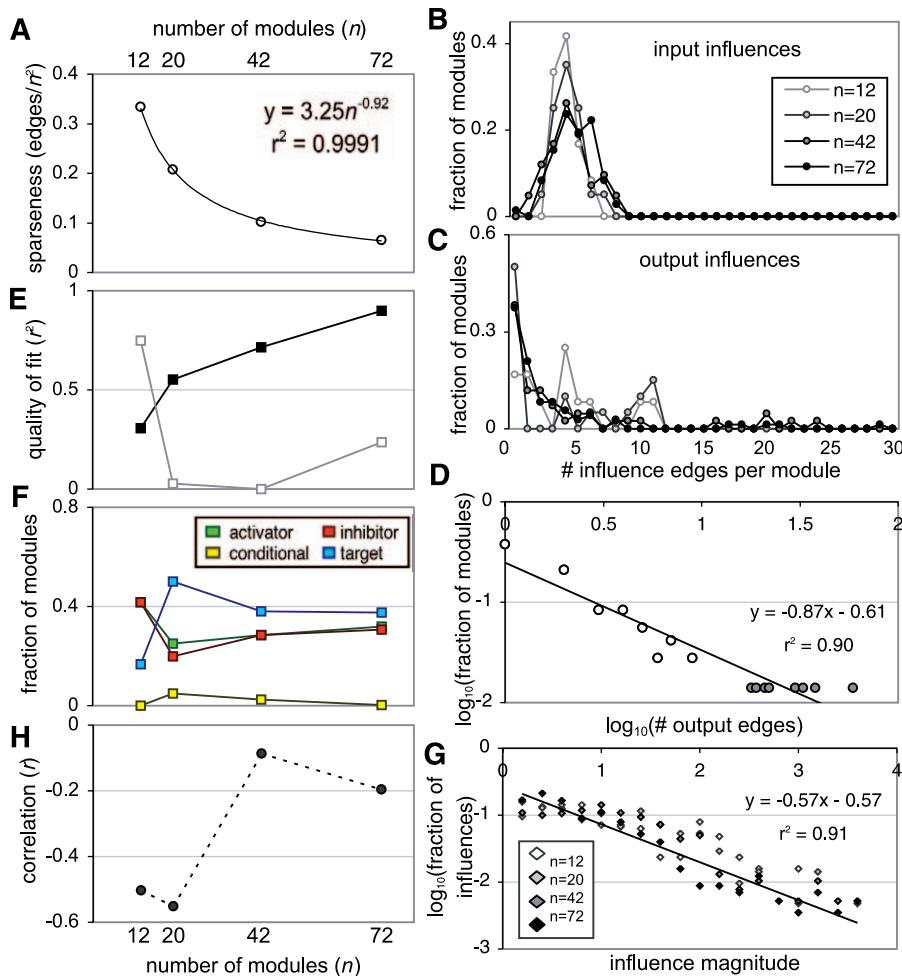 A
number of modules (n)
12 20 42 72
sparseness (edges/n²)
0.4
0.3
0.2
0.1
0
y = 3.25n^-0.92
r² = 0.9991
B
input influences
fraction of modules
0.4
0.2
0
n=12
n=20
n=42
n=72
C
output influences
fraction of modules
0.6
0.3
0
0 5 10 15 20 25 30
# influence edges per module
E
quality of fit (r²)
1
0.5
0
F
fraction of modules
0.8
0.4
0
activator
inhibitor
conditional
target
D
0 0.5 1 1.5 2
-0
-1
-2
log₁₀(fraction of modules)
y = -0.87x - 0.61
r² = 0.90
log₁₀(# output edges)
H
correlation (r)
0
-0.2
-0.4
-0.6
12 20 42 72
number of modules (n)
G
0 1 2 3 4
-0
-1
-2
-3
log₁₀(fraction of
influences)
y = -0.57x - 0.57
r² = 0.91
n=12
n=20
n=42
n=72
influence magnitude